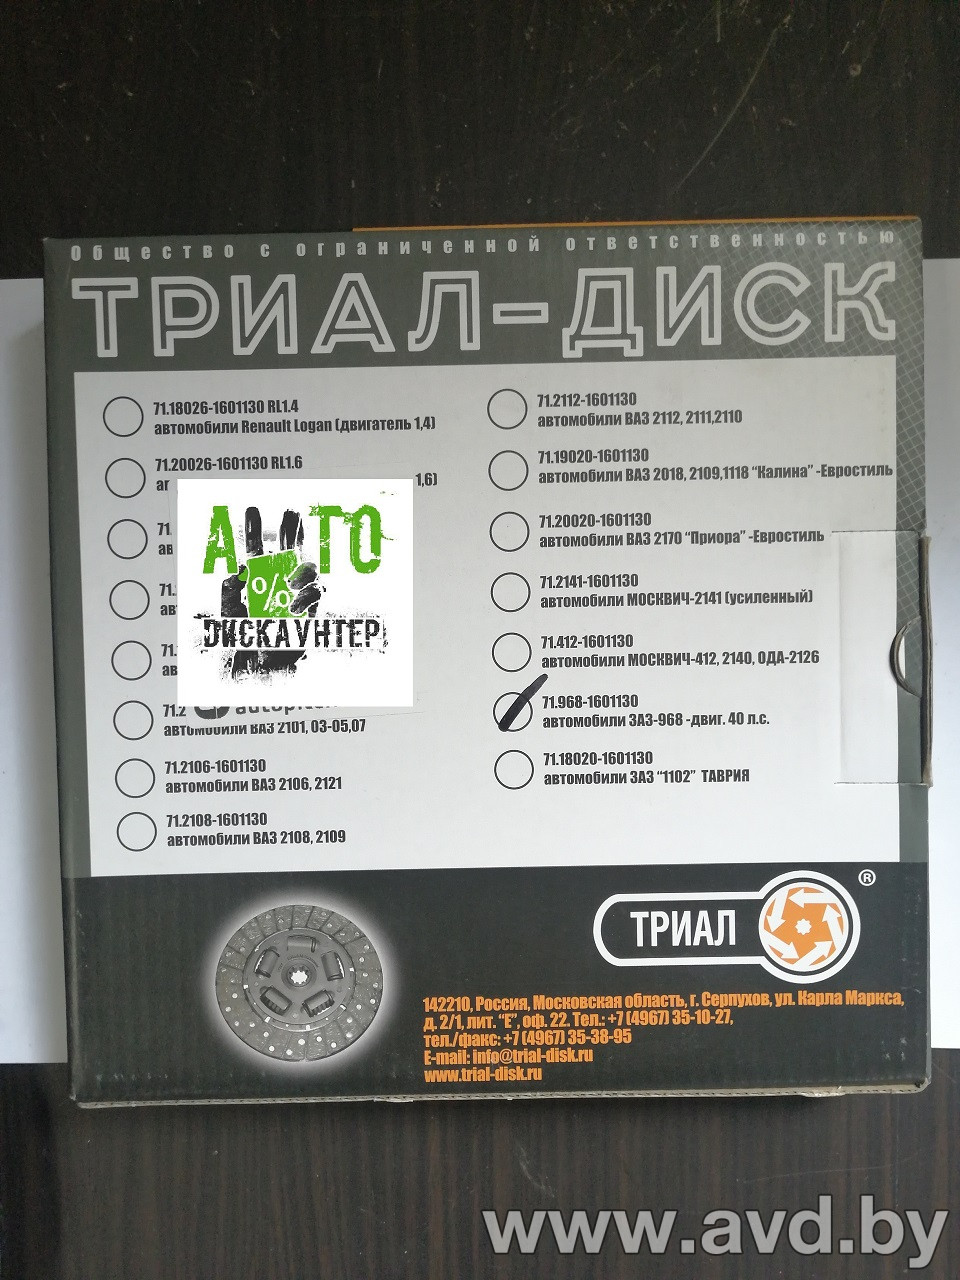 Общество с ограниченной ответственностью
ТРИАЛ-ДИСК
71.18026-1601130 RL1.4
автомобили Renault Logan (двигатель 1,4)
71.20026-1601130 RL1.6
1,6)
71.
71.
71.
71.2
автомобили ВАЗ 2101, 03-05,07
71.2106-1601130
автомобили ВАЗ 2106, 2121
71.2108-1601130
автомобили ВАЗ 2108, 2109
АВТО
%
DИСКАУНТЕР
71.2112-1601130
автомобили ВАЗ 2112, 2111,2110
71.19020-1601130
автомобили ВАЗ 2018, 2109,1118 “Калина” -Евростиль
71.20020-1601130
автомобили ВАЗ 2170 “Приора” -Евростиль
71.2141-1601130
автомобили МОСКВИЧ-2141 (усиленный)
71.412-1601130
автомобили МОСКВИЧ-412, 2140, ОДА-2126
71.968-1601130
автомобили ЗАЗ-968 -двиг. 40 л.с.
71.18020-1601130
автомобили ЗАЗ “1102” ТАВРИЯ
ТРИАЛ ®
142210, Россия, Московская область, г. Серпухов, ул. Карла Маркса,
д. 2/1, лит. “Е”, оф. 22. Тел.: +7 (4967) 35-10-27,
тел./факс: +7 (4967) 35-38-95
E-mail: info@trial-disk.ru
www.trial-disk.ru
www.avd.by